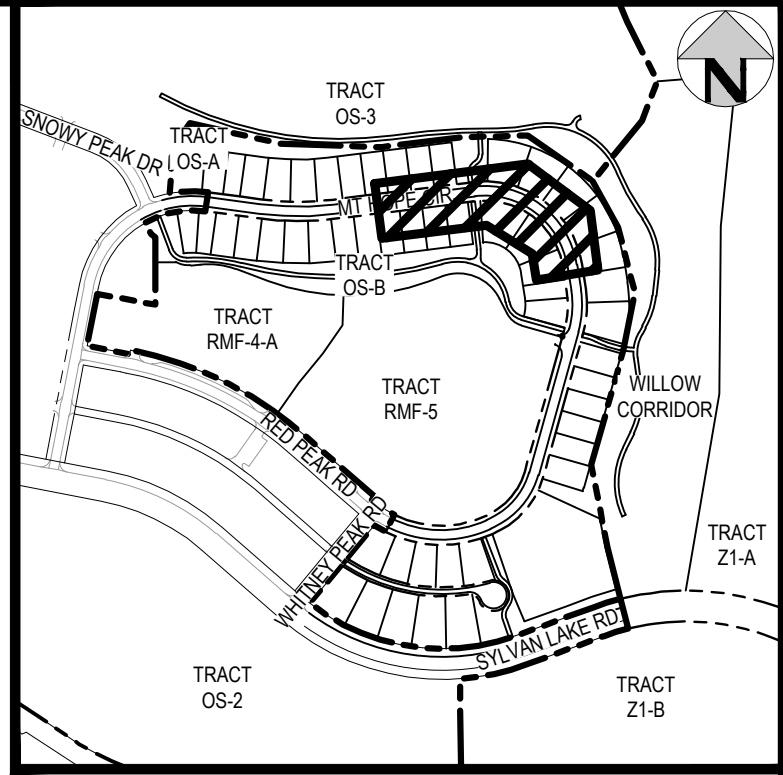 N
TRACT
OS-3
SNOWY PEAK DR
TRACT
OS-A
MT HOPE CIR
TRACT
OS-B
TRACT
RMF-4-A
TRACT
RMF-5
WILLOW
CORRIDOR
RED PEAK RD
WHITNEY PEAK RD
TRACT
Z1-A
SYLVAN LAKE RD
TRACT
OS-2
TRACT
Z1-B